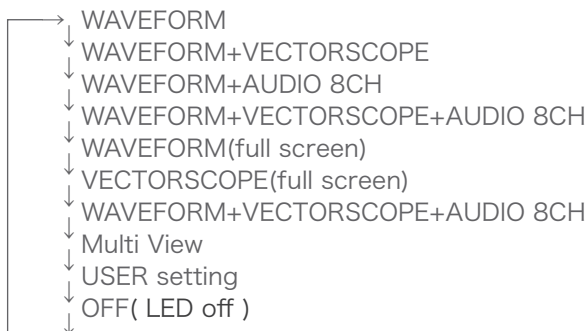 WAVEFORM
WAVEFORM+VECTORSCOPE
WAVEFORM+AUDIO 8CH
WAVEFORM+VECTORSCOPE+AUDIO 8CH
WAVEFORM(full screen)
VECTORSCOPE(full screen)
WAVEFORM+VECTORSCOPE+AUDIO 8CH
Multi View
USER setting
OFF( LED off )